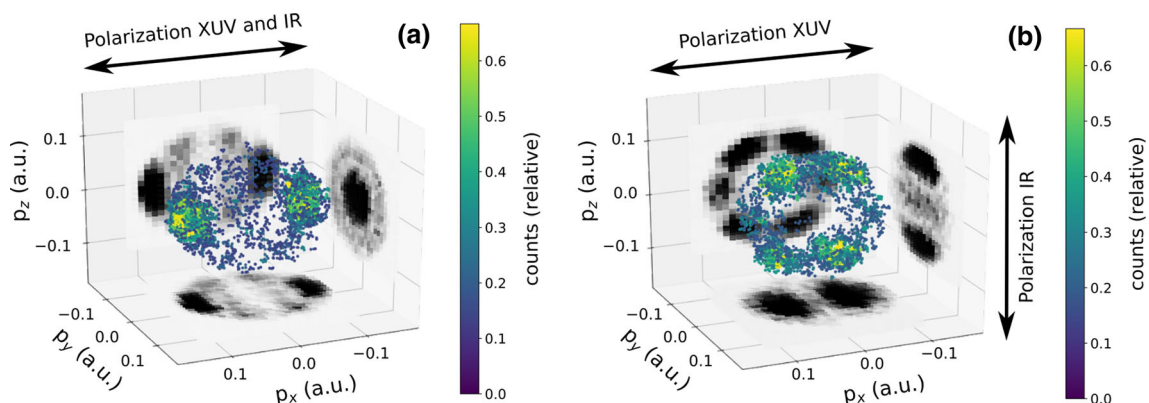 Polarization XUV and IR
(a)
0.1
0.0
−0.1
p_z (a.u.)
−0.1
0.0
0.1
p_y (a.u.)
0.1
0.0
−0.1
p_x (a.u.)
0.6
0.5
0.4
0.3
0.2
0.1
0.0
counts (relative)
Polarization XUV
(b)
0.1
0.0
−0.1
p_z (a.u.)
−0.1
0.0
0.1
p_y (a.u.)
0.1
0.0
−0.1
p_x (a.u.)
Polarization IR
0.6
0.5
0.4
0.3
0.2
0.1
0.0
counts (relative)